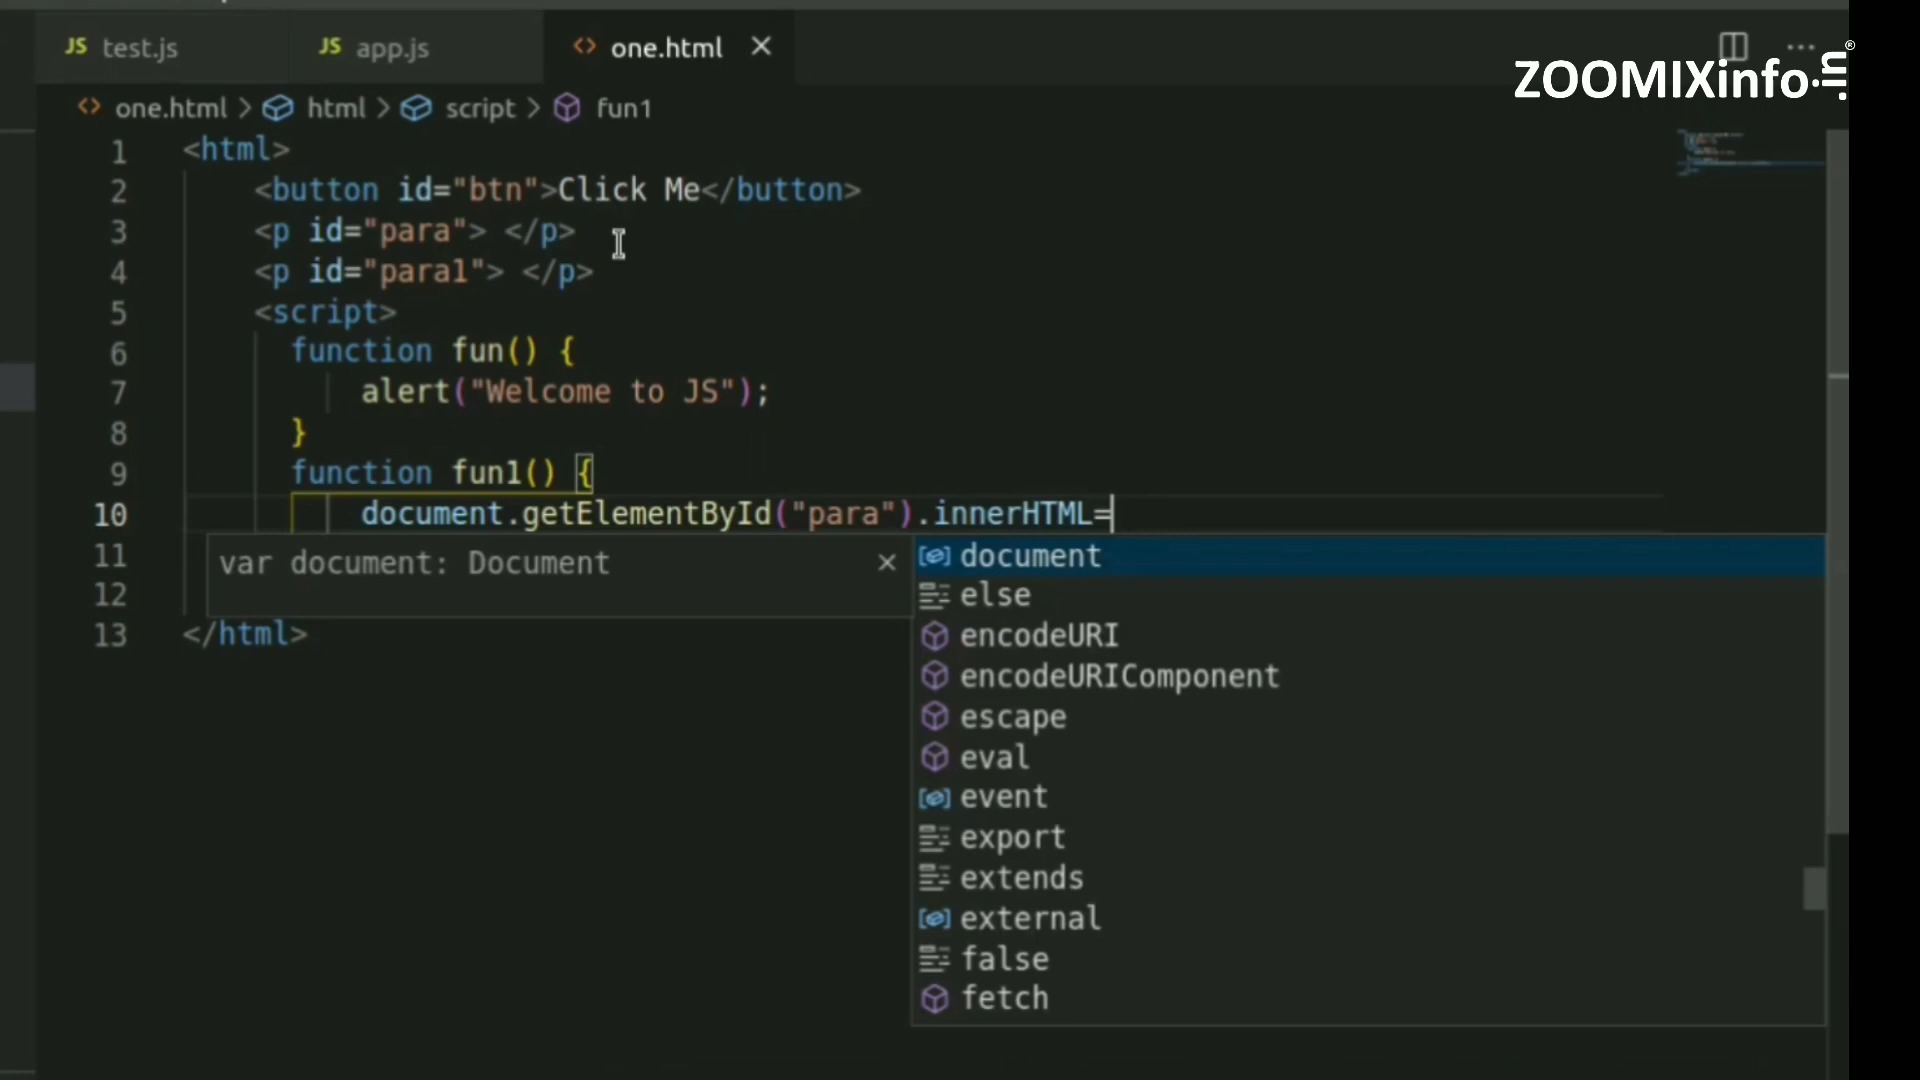 JS test.js JS app.js <> one.html ×
ZOOMIXinfo.in®
<> one.html > html > script > fun1
1 <html>
2 <button id="btn">Click Me</button>
3 <p id="para"> </p>
4 <p id="para1"> </p>
5 <script>
6 function fun() {
7 alert("Welcome to JS");
8 }
9 function fun1() {
10 document.getElementById("para").innerHTML=
11 var document: Document ×
12
13 </html>
document
else
encodeURI
encodeURIComponent
escape
eval
event
export
extends
external
false
fetch